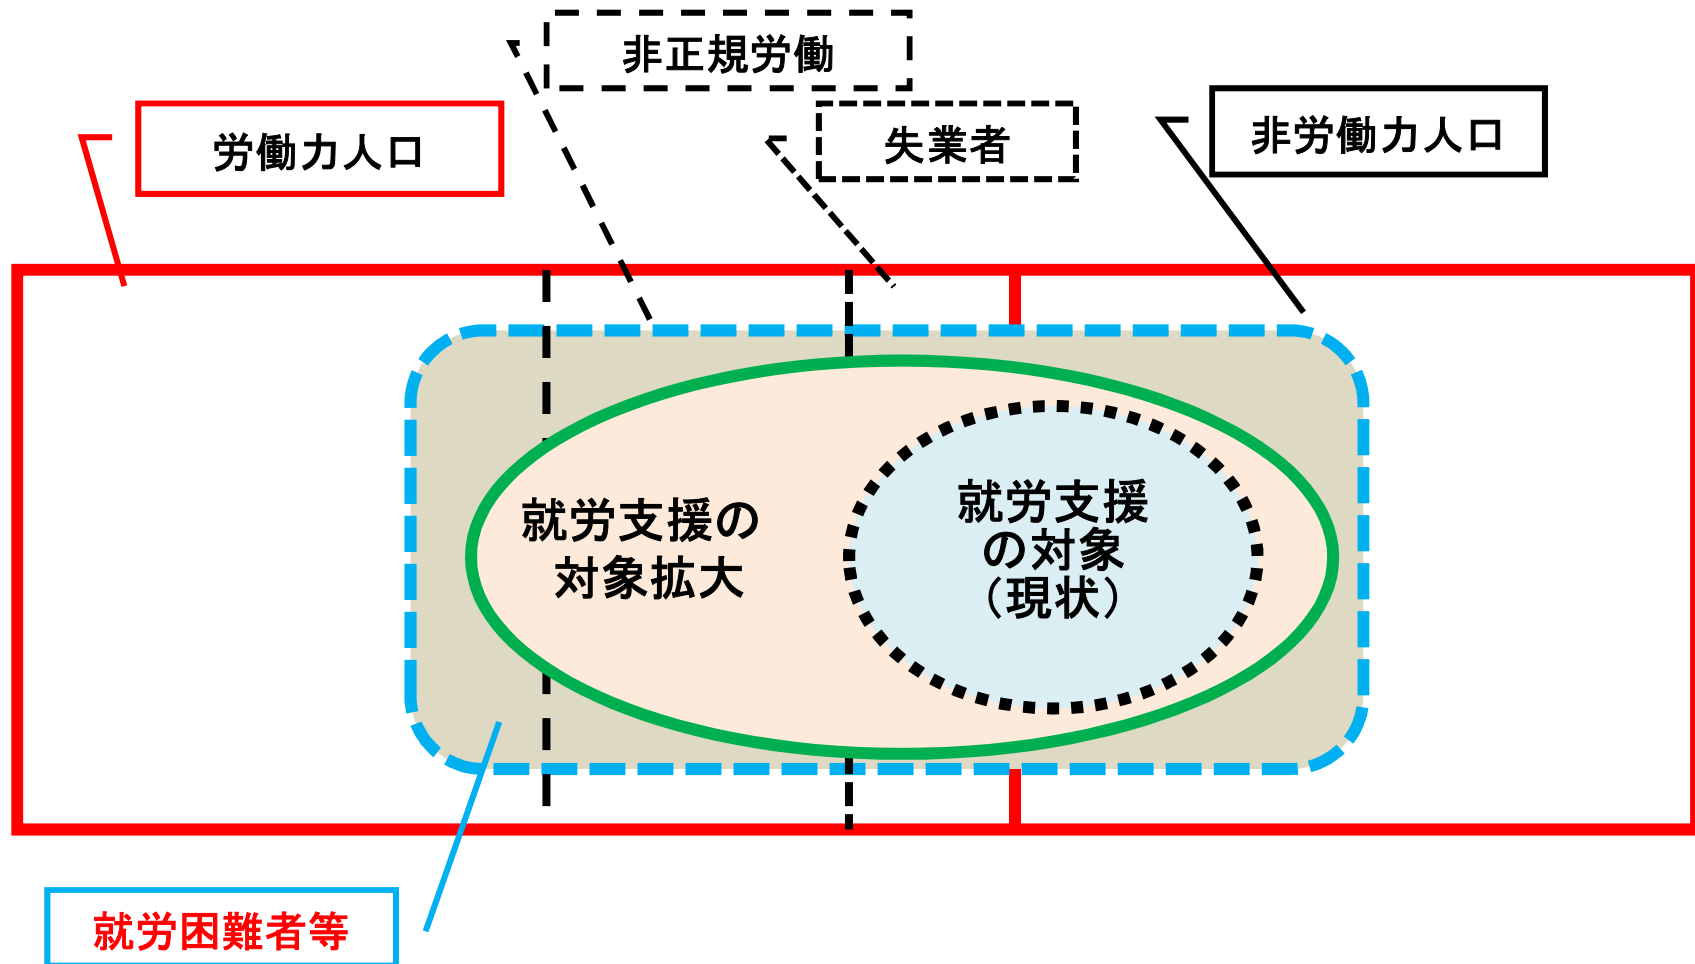 非正規労働
労働力人口
失業者
非労働力人口
就労支援の
対象拡大
就労支援
の対象
（現状）
就労困難者等